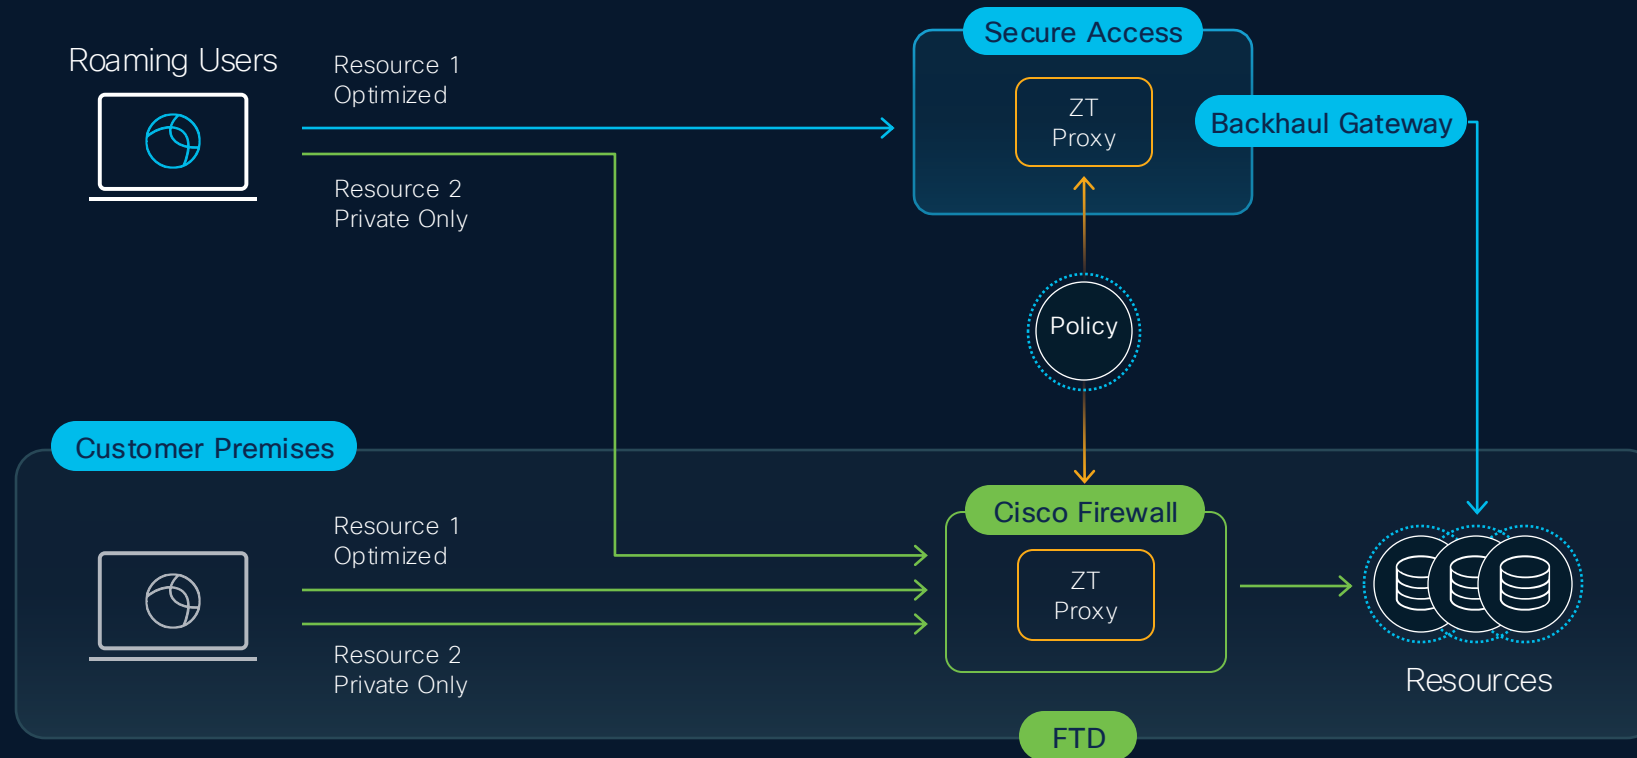 Secure Access
Roaming Users
Resource 1
Optimized
ZT
Proxy
Backhaul Gateway
Resource 2
Private Only
Policy
Customer Premises
Cisco Firewall
Resource 1
Optimized
ZT
Proxy
Resource 2
Private Only
Resources
FTD